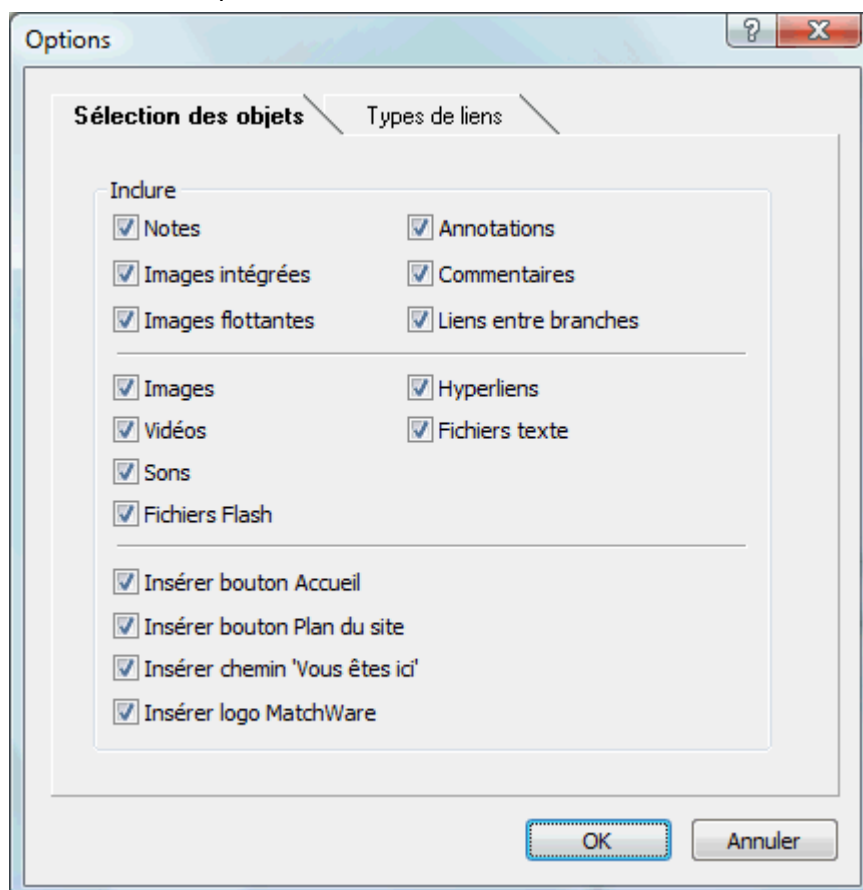 Options
Sélection des objets Types de liens
Inclure
Notes Annotations
Images intégrées Commentaires
Images flottantes Liens entre branches
Images Hyperliens
Vidéos Fichiers texte
Sons
Fichiers Flash
Insérer bouton Accueil
Insérer bouton Plan du site
Insérer chemin 'Vous êtes ici'
Insérer logo MatchWare
OK Annuler